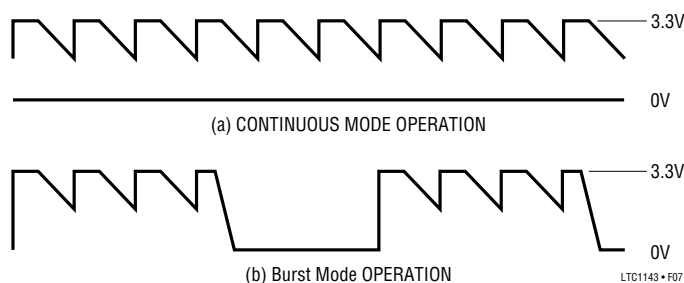 3.3V
0V
(a) CONTINUOUS MODE OPERATION
3.3V
0V
(b) Burst Mode OPERATION
LTC1143 • F07